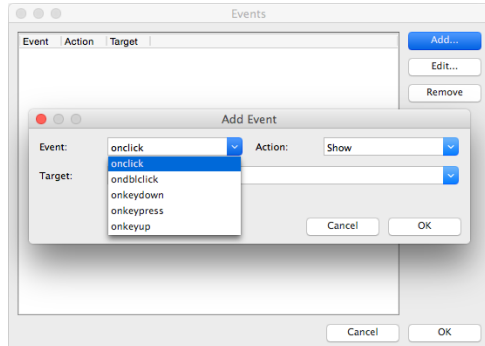 Events
Event Action Target
Add...
Edit...
Remove
Add Event
Event: onclick Action: Show
onclick
Target:
ondblclick
onkeydown
onkeypress
onkeyup
Cancel OK
Cancel OK